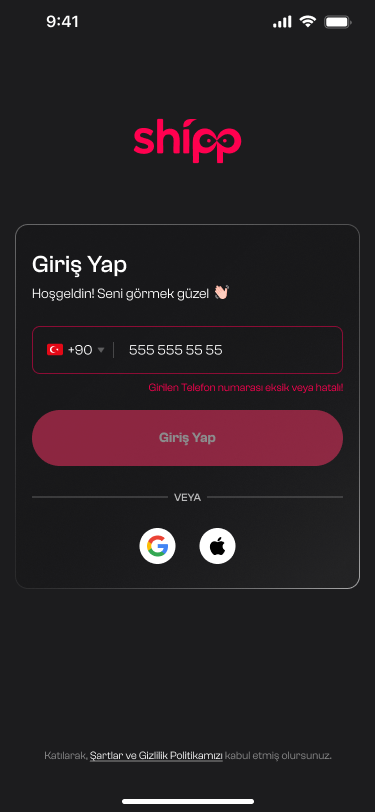 9:41
shipp
Giriş Yap
Hoşgeldin! Seni görmek güzel 👋🏻
+90 555 555 55 55
Girilen Telefon numarası eksik veya hatalı!
Giriş Yap
VEYA
Katılarak, Şartlar ve Gizlilik Politikamızı kabul etmiş olursunuz.